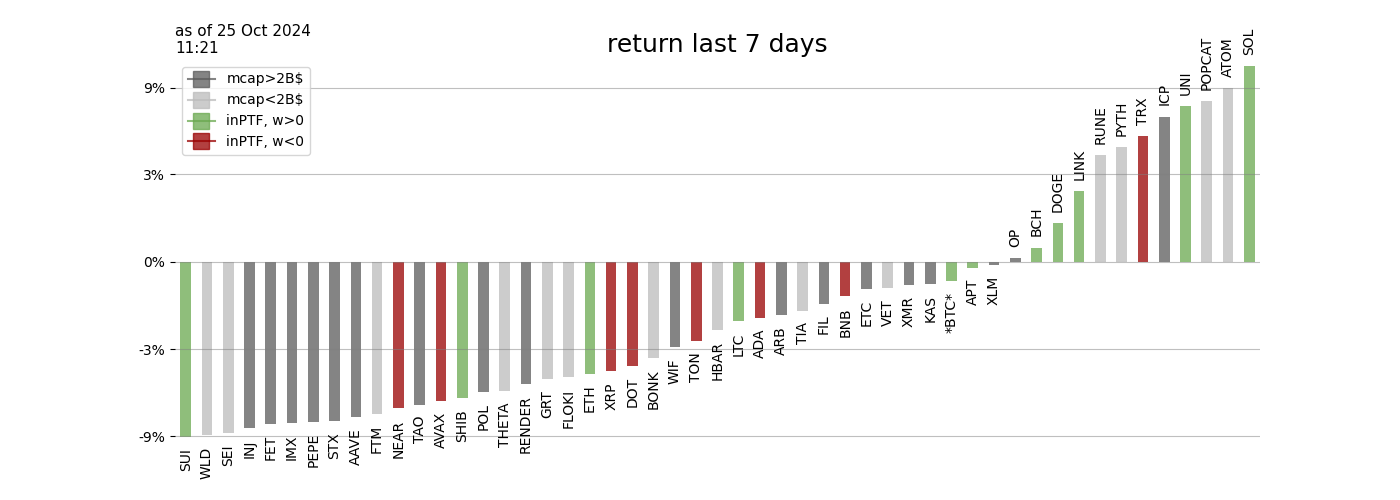 as of 25 Oct 2024
11:21
return last 7 days
mcap>2B$
mcap<2B$
inPTF, w>0
inPTF, w<0
9%
3%
0%
-3%
-9%
SUI
WLD
SEI
INJ
FET
IMX
PEPE
STX
AAVE
FTM
NEAR
TAO
AVAX
SHIB
POL
THETA
RENDER
GRT
FLOKI
ETH
XRP
DOT
BONK
WIF
TON
HBAR
LTC
ADA
ARB
TIA
FIL
BNB
ETC
VET
XMR
KAS
*BTC*
APT
XLM
OP
BCH
DOGE
LINK
RUNE
PYTH
TRX
ICP
UNI
POPCAT
ATOM
SOL